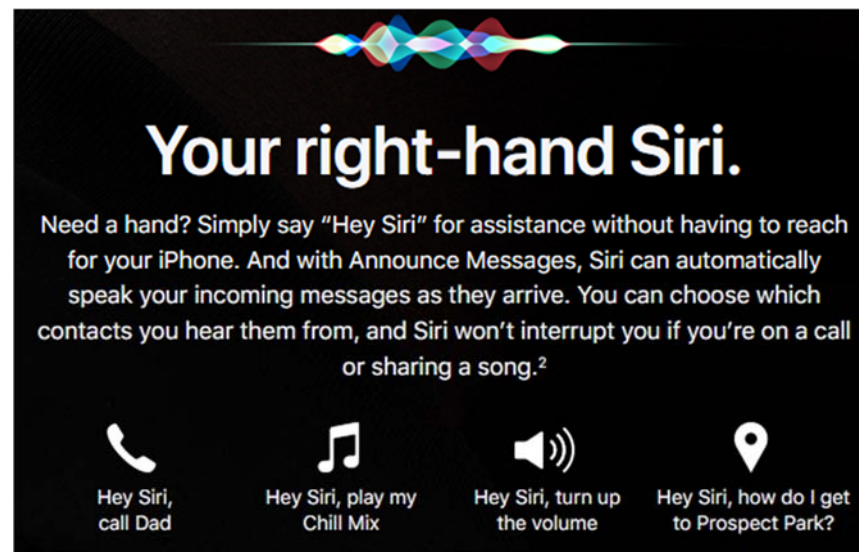 Your right-hand Siri.
Need a hand? Simply say “Hey Siri” for assistance without having to reach
for your iPhone. And with Announce Messages, Siri can automatically
speak your incoming messages as they arrive. You can choose which
contacts you hear them from, and Siri won’t interrupt you if you’re on a call
or sharing a song.²
Hey Siri,
call Dad
Hey Siri, play my
Chill Mix
Hey Siri, turn up
the volume
Hey Siri, how do I get
to Prospect Park?